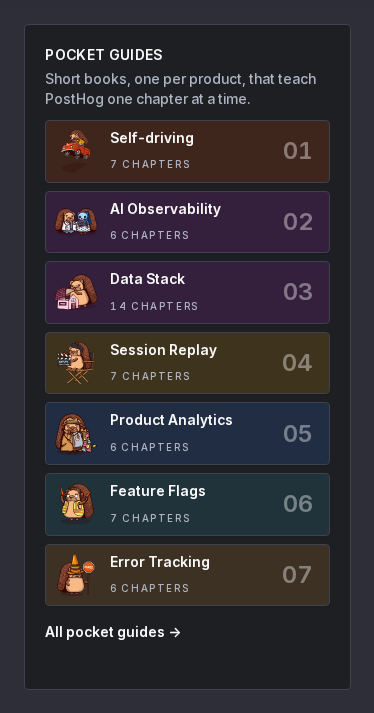 POCKET GUIDES
Short books, one per product, that teach
PostHog one chapter at a time.
Self-driving
7 CHAPTERS
01
AI Observability
6 CHAPTERS
02
Data Stack
14 CHAPTERS
03
Session Replay
7 CHAPTERS
04
Product Analytics
6 CHAPTERS
05
Feature Flags
7 CHAPTERS
06
Error Tracking
6 CHAPTERS
07
All pocket guides →